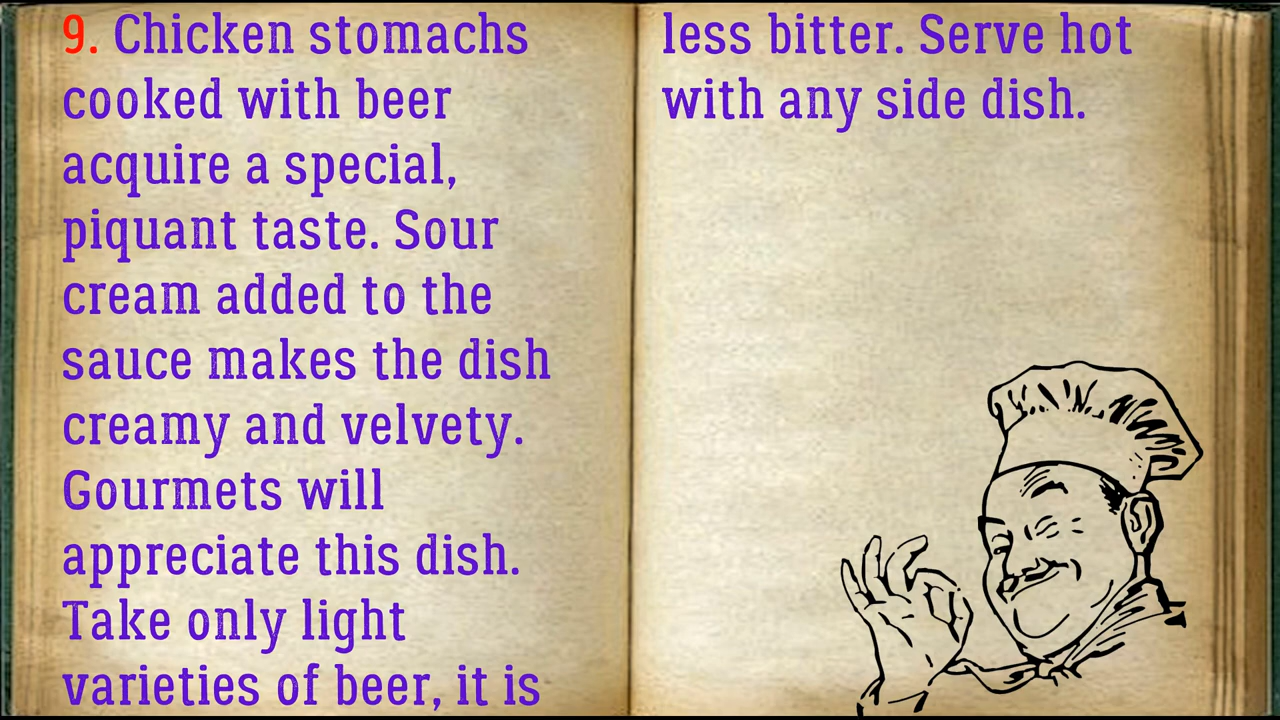 9. Chicken stomachs
cooked with beer
acquire a special,
piquant taste. Sour
cream added to the
sauce makes the dish
creamy and velvety.
Gourmets will
appreciate this dish.
Take only light
varieties of beer, it is
less bitter. Serve hot
with any side dish.